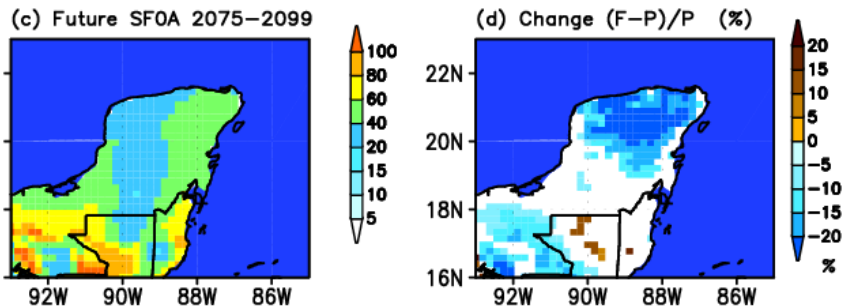 (c) Future SF0A 2075-2099
(d) Change (F-P)/P (%)
100
80
60
40
20
15
10
5
92W 90W 88W 86W
22N
20N
18N
16N
20
15
10
5
0
-5
-10
-15
-20
%
92W 90W 88W 86W